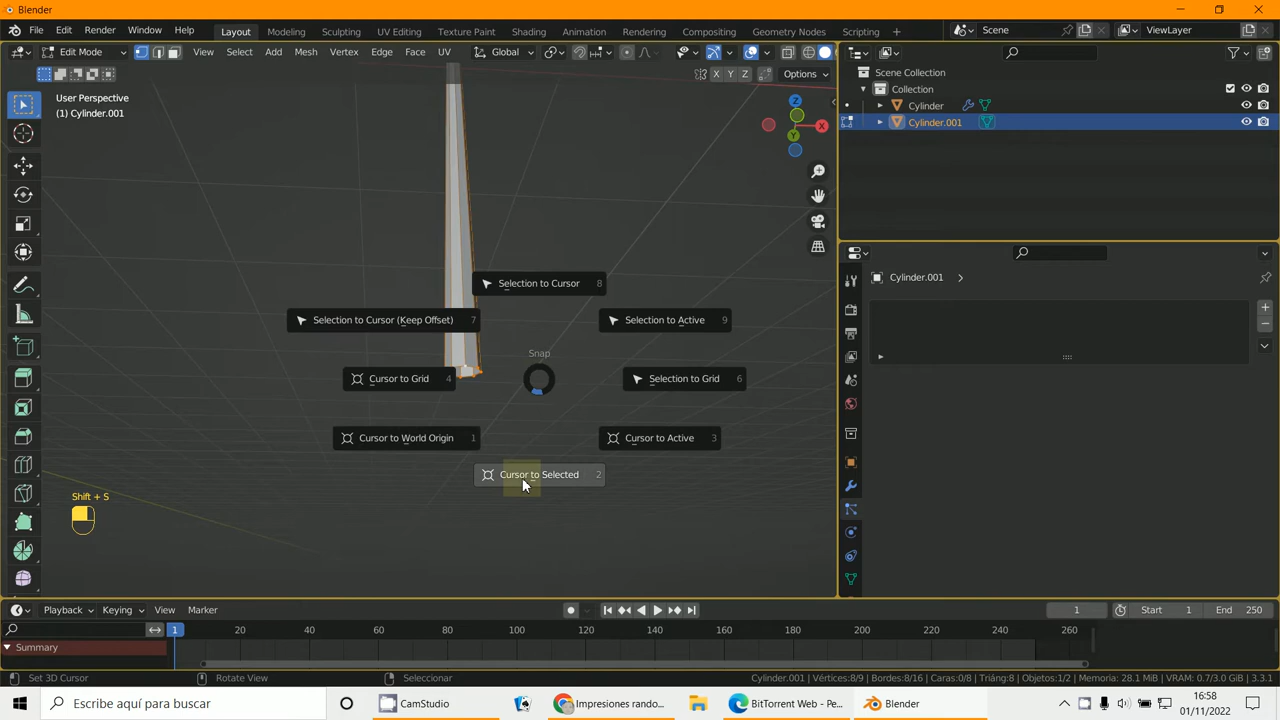 Blender
File Edit Render Window Help Layout Modeling Sculpting UV Editing Texture Paint Shading Animation Rendering Compositing Geometry Nodes Scripting Scene ViewLayer
Edit Mode View Select Add Mesh Vertex Edge Face UV Global
X Y Z Options
User Perspective
(1) Cylinder.001
Z
X
Y
Scene Collection
Collection
Cylinder
Cylinder.001
Cylinder.001
Selection to Cursor 8
Selection to Cursor (Keep Offset) 7
Selection to Active 9
Snap
Cursor to Grid 4
Selection to Grid 6
Cursor to World Origin 1
Cursor to Active 3
Cursor to Selected 2
Shift + S
Playback Keying View Marker 1 Start 1 End 250
1 20 40 60 80 100 120 140 160 180 200 220 240 260
Summary
Set 3D Cursor Rotate View Seleccionar Cylinder.001 | Vértices:8/9 | Bordes:8/16 | Caras:0/8 | Triáng:8 | Objetos:1/2 | Memoria: 28.1 MiB | VRAM: 0.7/3.0 GiB | 3.3.1
Escribe aquí para buscar CamStudio Impresiones rando... BitTorrent Web - Pe... Blender
16:58
01/11/2022